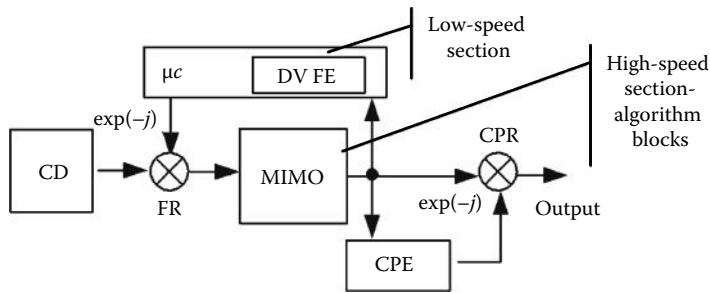 Low-speed
section
μc
DV FE
High-speed
section-
algorithm
blocks
exp(−j)
CPR
CD
MIMO
FR
exp(−j)
Output
CPE